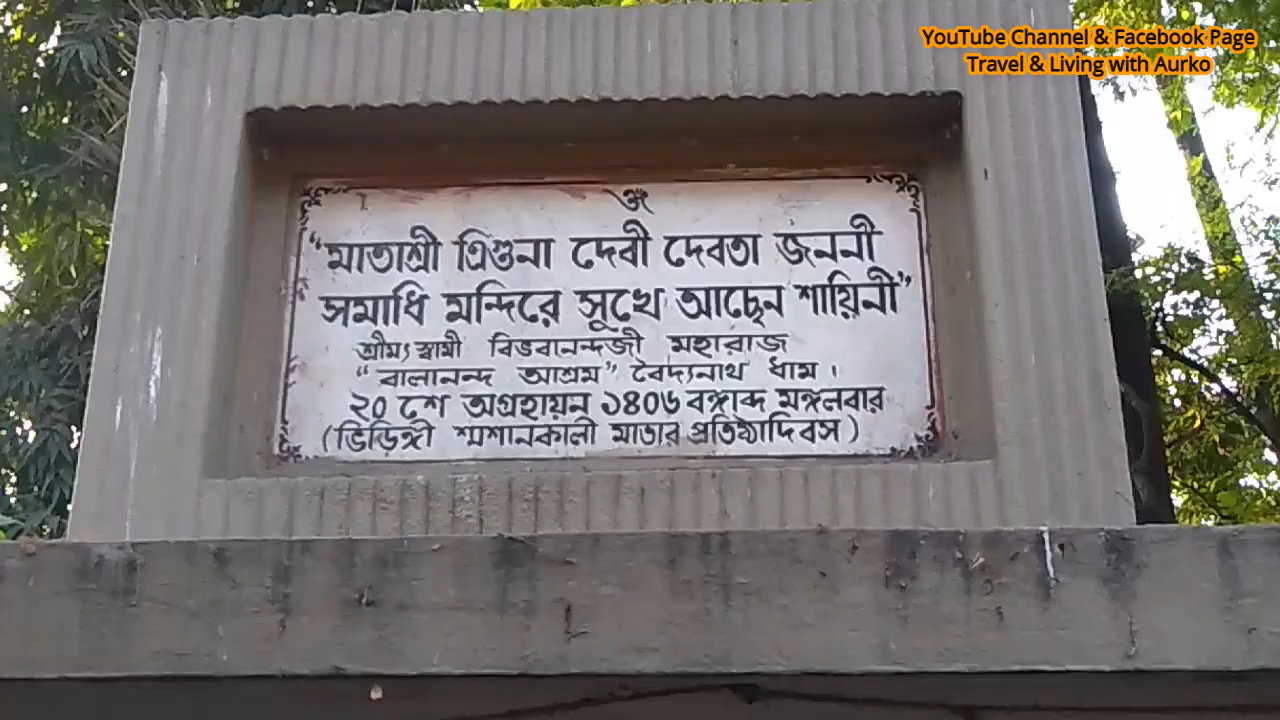 YouTube Channel & Facebook Page
Travel & Living with Aurko
ওঁ
“মাতাশ্রী ত্রিগুনা দেবী দেবতা জননী
সমাধি মন্দিরে সুখে আছেন শায়িনী”
শ্রীমৎ স্বামী বিভবানন্দজী মহারাজ
“বালানন্দ আশ্রম” বৈদ্যনাথ ধাম।
২০ শে অগ্রহায়ন ১৪০৬ বঙ্গাব্দ মঙ্গলবার
(ভিড়িঙ্গী শ্মশানকালী মাতার প্রতিষ্ঠাদিবস)